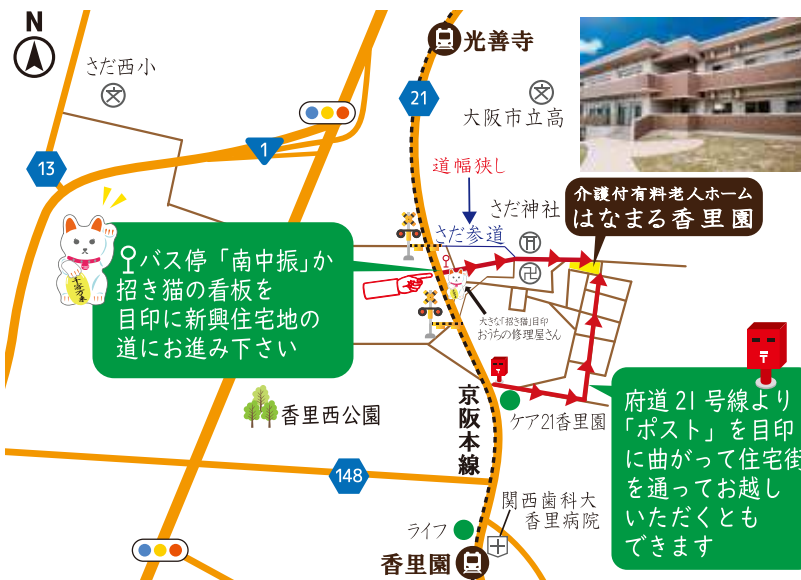 N
光善寺
さだ西小
文
21
文
大阪市立高
1
13
道幅狭し
介護付有料老人ホーム
はなまる香里園
さだ神社
さだ参道
バス停「南中振」か
招き猫の看板を
目印に新興住宅地の
道にお進み下さい
千客万来
大きな「招き猫」目印
おうちの修理屋さん
〒
〒
京阪本線
香里西公園
ケア21香里園
府道21号線より
「ポスト」を目印
に曲がって住宅街
を通ってお越し
いただくとも
できます
148
関西歯科大
香里病院
ライフ
香里園